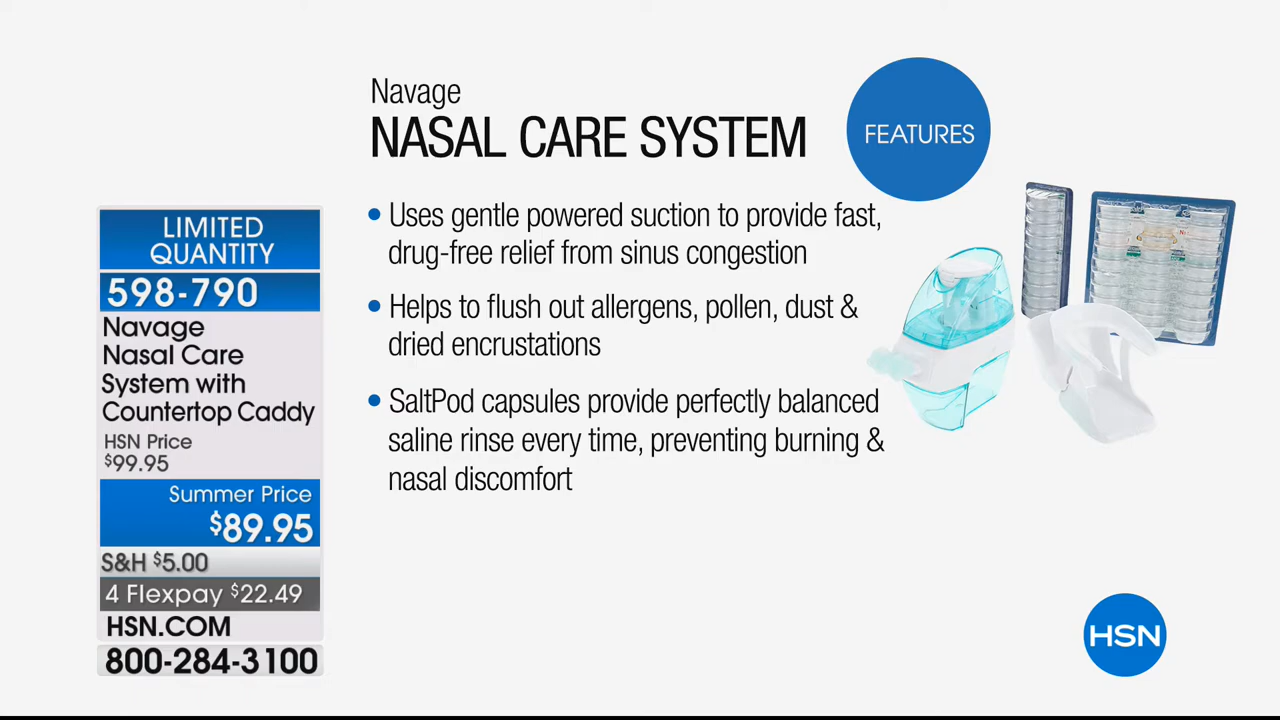 Navage
NASAL CARE SYSTEM
FEATURES
Uses gentle powered suction to provide fast,
drug-free relief from sinus congestion
Helps to flush out allergens, pollen, dust &
dried encrustations
SaltPod capsules provide perfectly balanced
saline rinse every time, preventing burning &
nasal discomfort
LIMITED
QUANTITY
598-790
Navage
Nasal Care
System with
Countertop Caddy
HSN Price
$99.95
Summer Price
$89.95
S&H $5.00
4 Flexpay $22.49
HSN.COM
800-284-3100
HSN